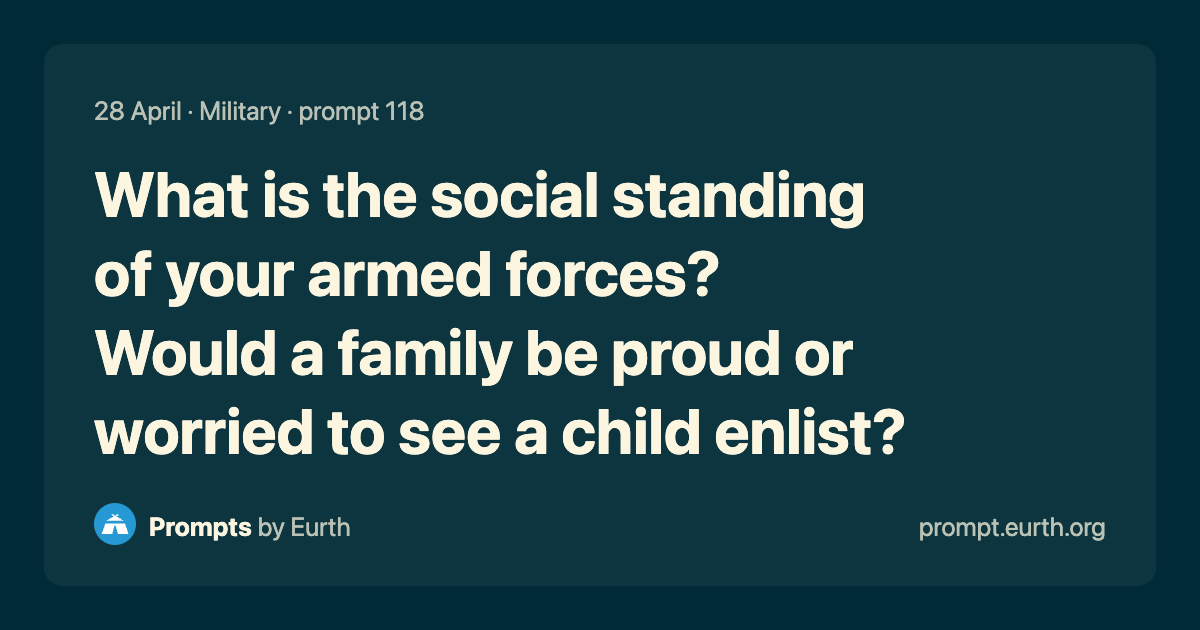 28 April · Military · prompt 118
What is the social standing
of your armed forces?
Would a family be proud or
worried to see a child enlist?
Prompts by Eurth
prompt.eurth.org